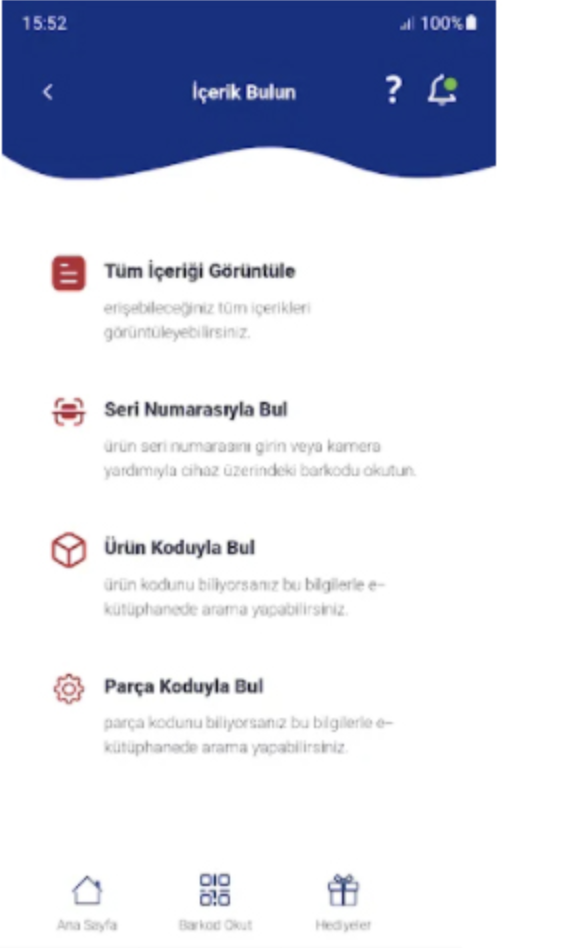 15:52
100%
İçerik Bulun
?
Tüm İçeriği Görüntüle
erişebileceğiniz tüm içerikleri
görüntüleyebilirsiniz.
Seri Numarasıyla Bul
ürün seri numarasını girin veya kamera
yardımıyla cihaz üzerindeki barkodu okutun.
Ürün Koduyla Bul
ürün kodunu biliyorsanız bu bilgilerle e-
kütüphanede arama yapabilirsiniz.
Parça Koduyla Bul
parça kodunu biliyorsanız bu bilgilerle e-
kütüphanede arama yapabilirsiniz.
Ana Sayfa
Barkod Okut
Hediyeler